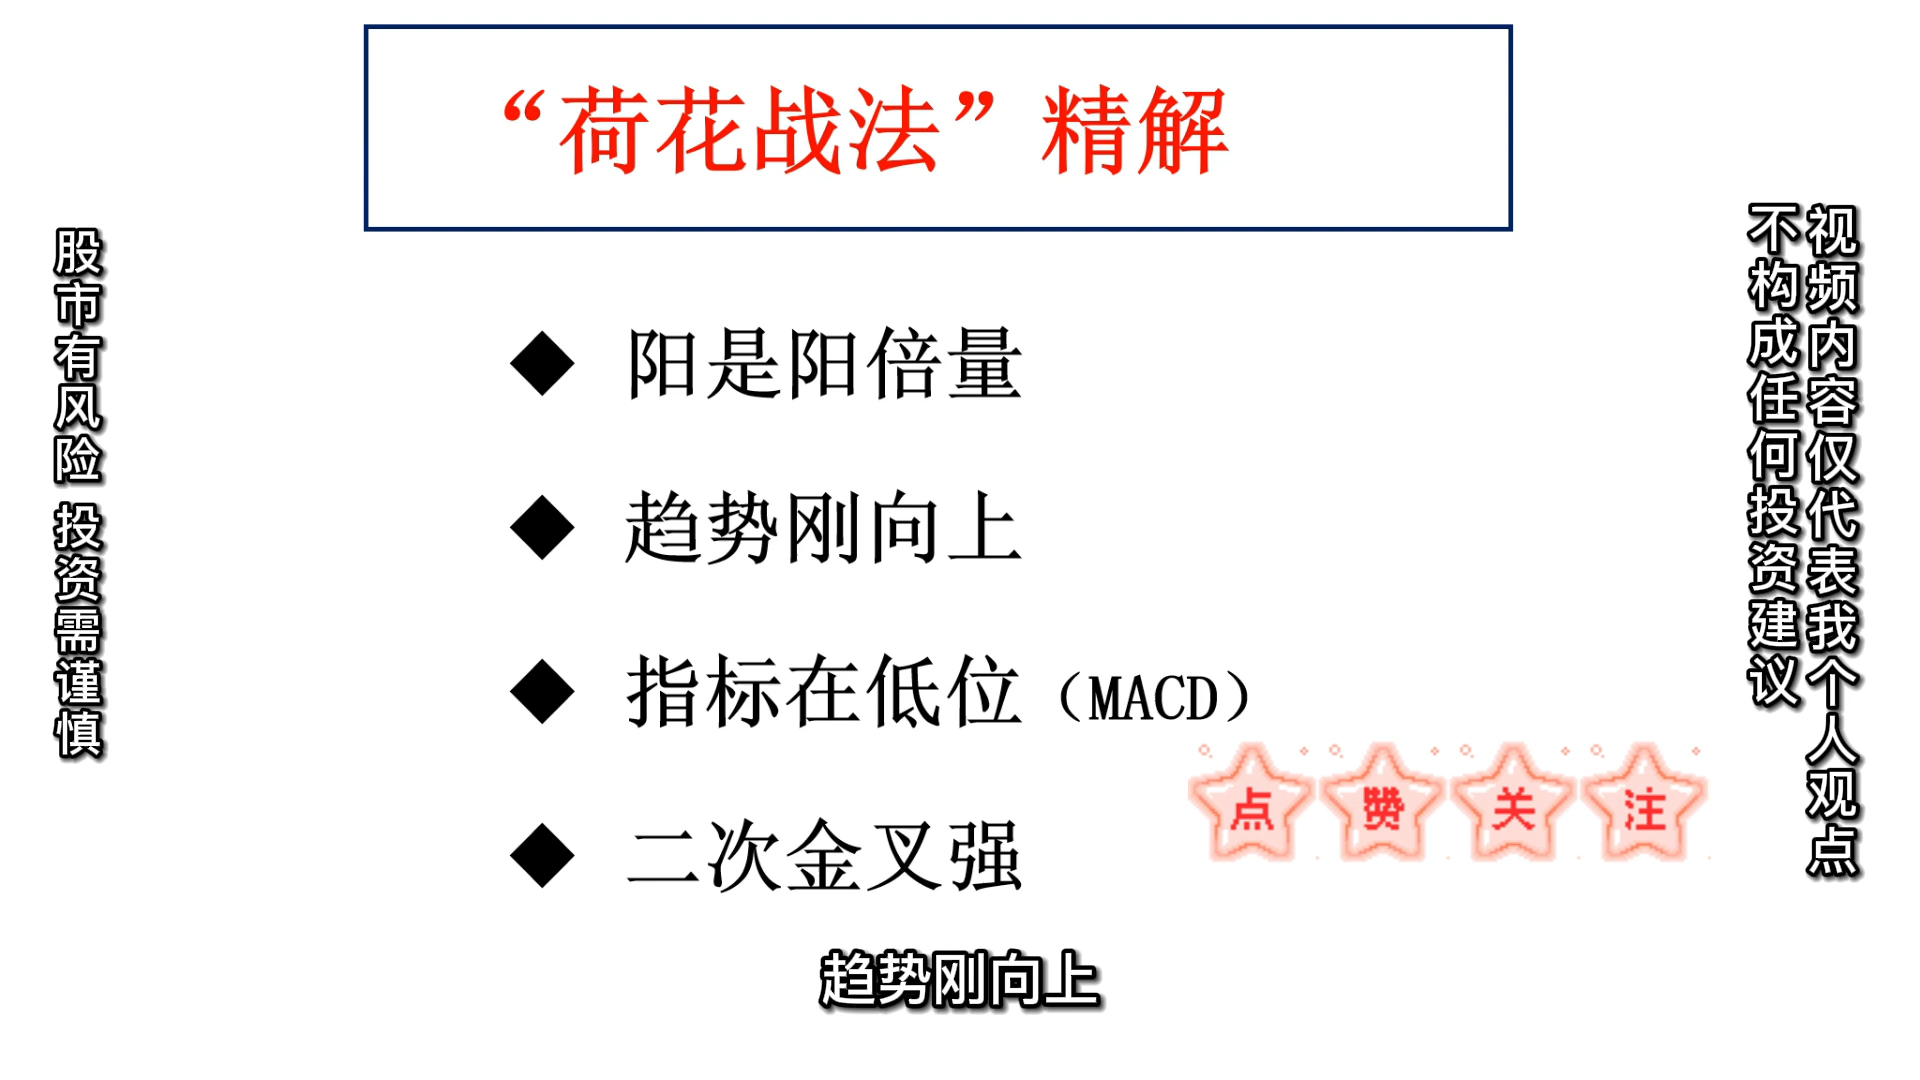 “荷花战法”精解
阳是阳倍量
趋势刚向上
指标在低位（MACD）
二次金叉强
点赞关注
趋势刚向上
股市有风险 投资需谨慎
视频内容仅代表我个人观点
不构成任何投资建议